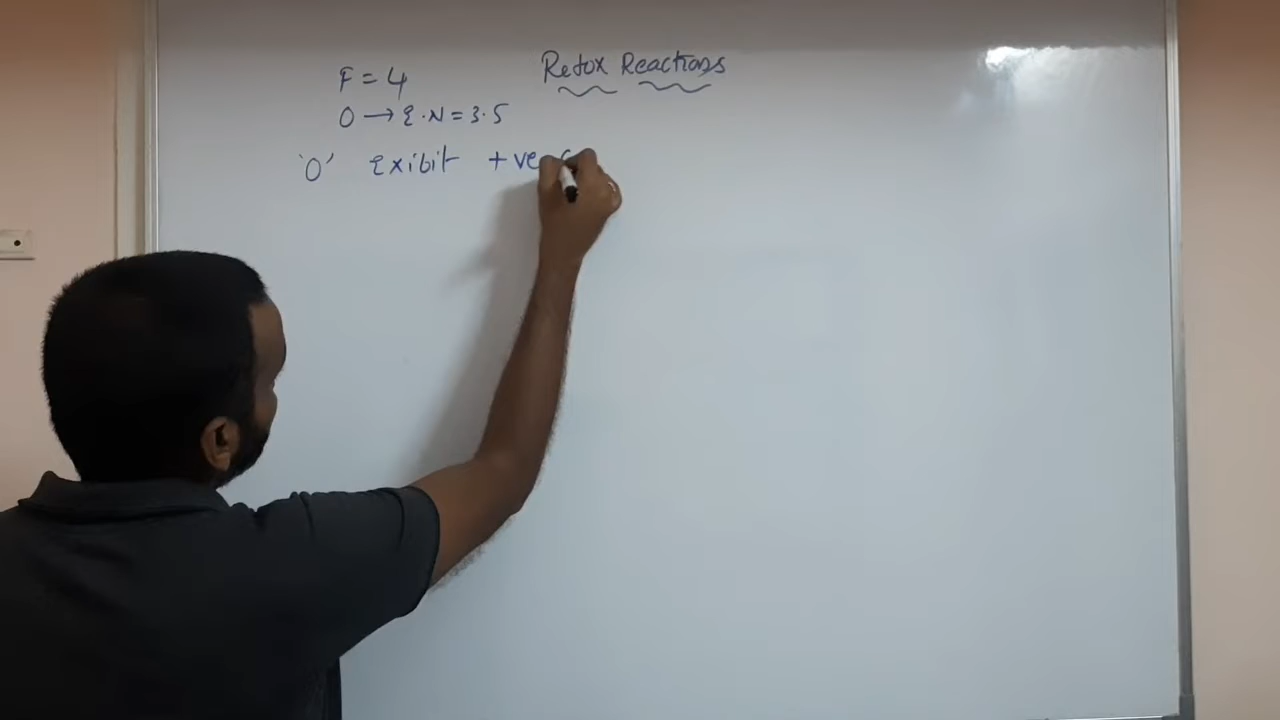 Redox Reactions
F = 4
O → E.N = 3.5
'O' Exibit +ve